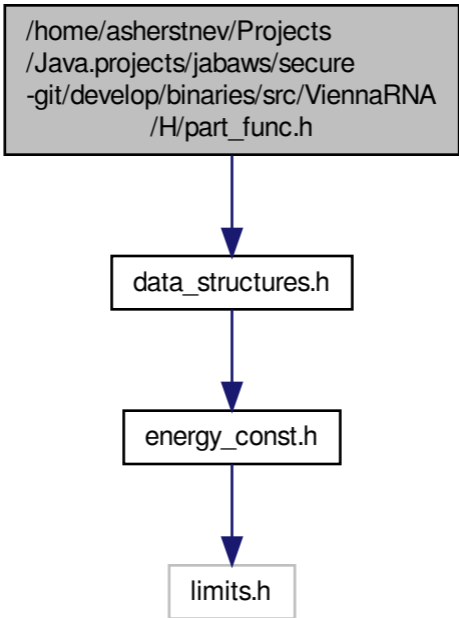 /home/asherstnev/Projects
/Java.projects/jabaws/secure
-git/develop/binaries/src/ViennaRNA
/H/part_func.h
data_structures.h
energy_const.h
limits.h